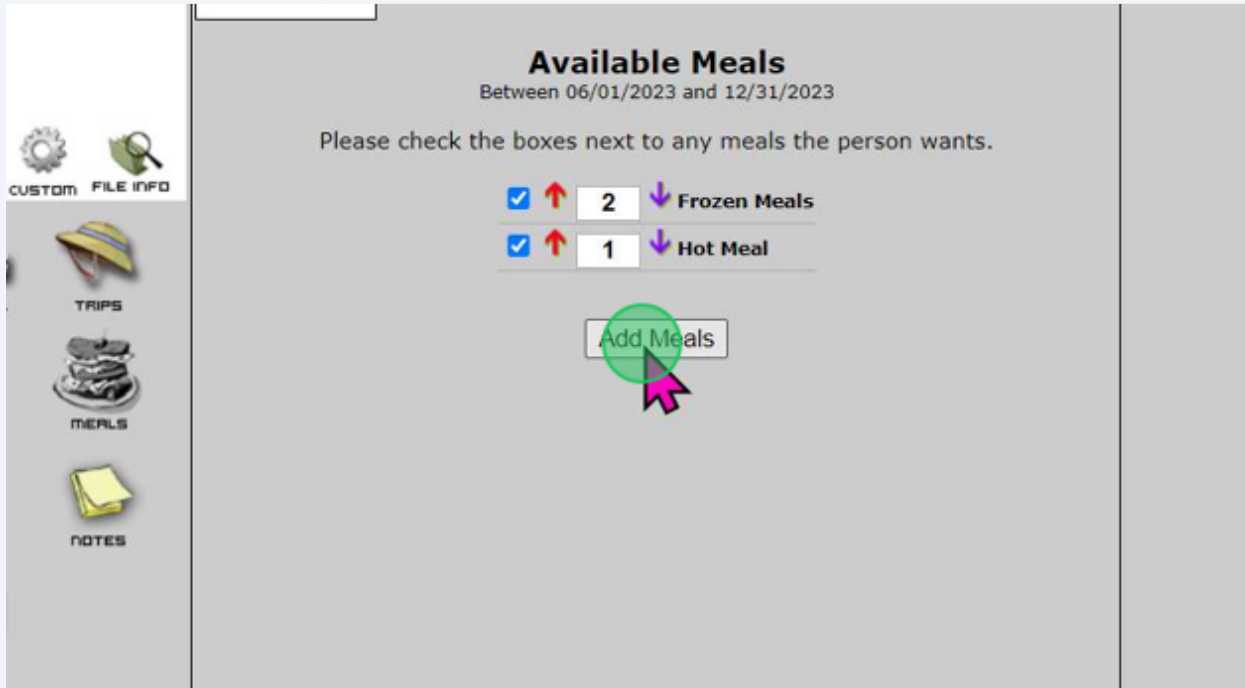 Available Meals
Between 06/01/2023 and 12/31/2023
Please check the boxes next to any meals the person wants.
CUSTOM FILE INFO
2 Frozen Meals
1 Hot Meal
TRIPS
Add Meals
MEALS
NOTES